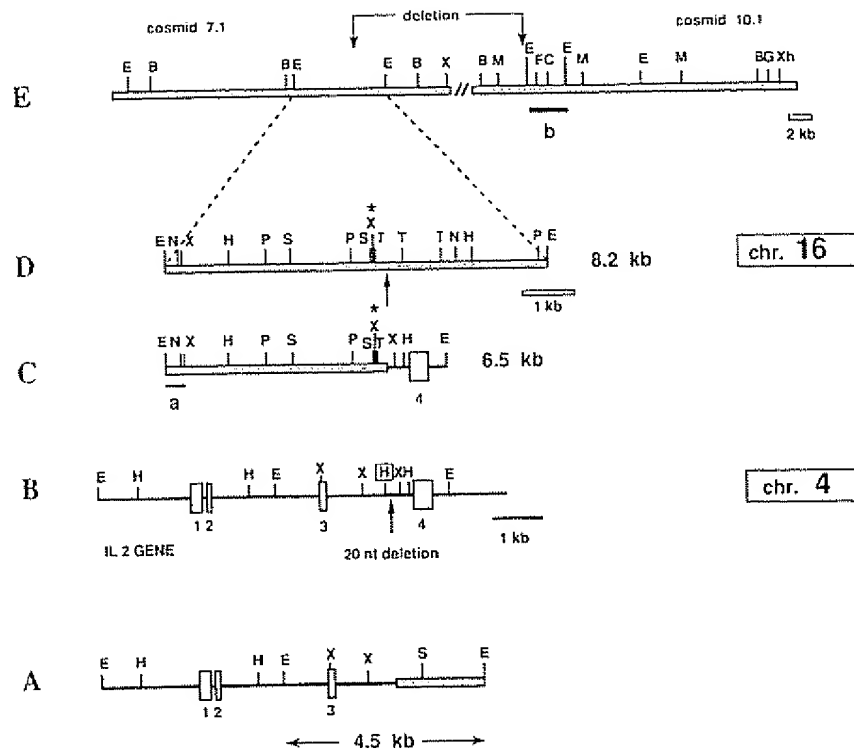 deletion
cosmid 7.1 cosmid 10.1
E B B E E B X B M E F C E M E M B G Xh
E
//
b 2 kb
*
E N X H P S P S X T T T N H P E
D 8.2 kb chr. 16
1 kb
*
E N X H P S P S X T X H E
C 6.5 kb
a 4
E H H E X X H X H E
B chr. 4
1 2 3 4
1 kb
IL 2 GENE 20 nt deletion
E H H E X X S E
A
1 2 3
4.5 kb